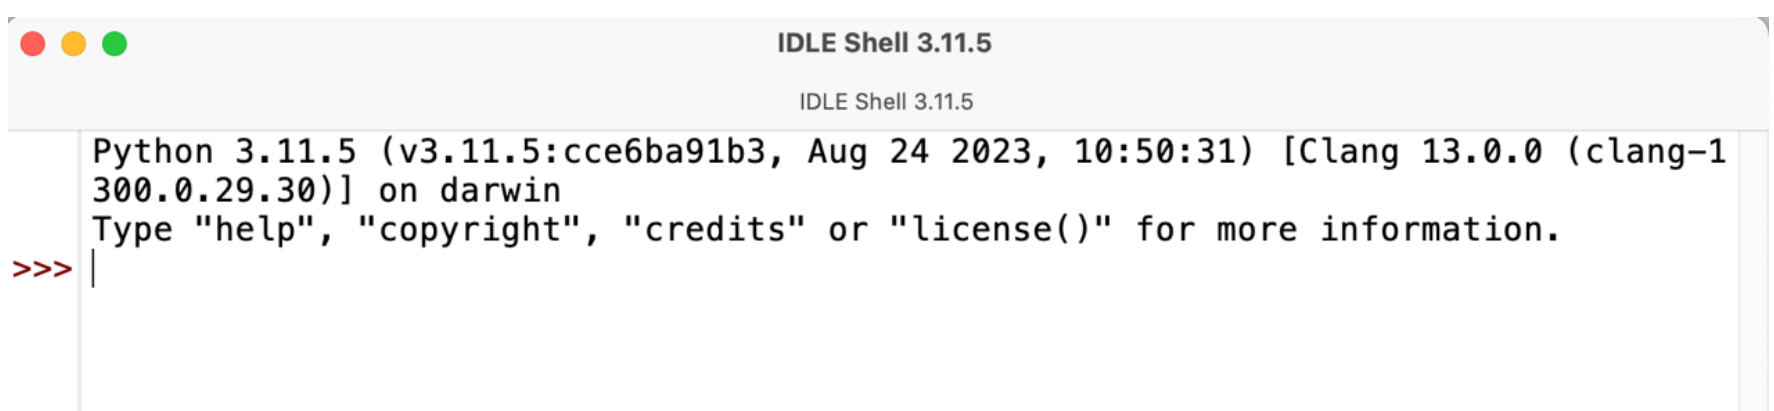 IDLE Shell 3.11.5
IDLE Shell 3.11.5
Python 3.11.5 (v3.11.5:cce6ba91b3, Aug 24 2023, 10:50:31) [Clang 13.0.0 (clang-1
300.0.29.30)] on darwin
Type "help", "copyright", "credits" or "license()" for more information.
>>>